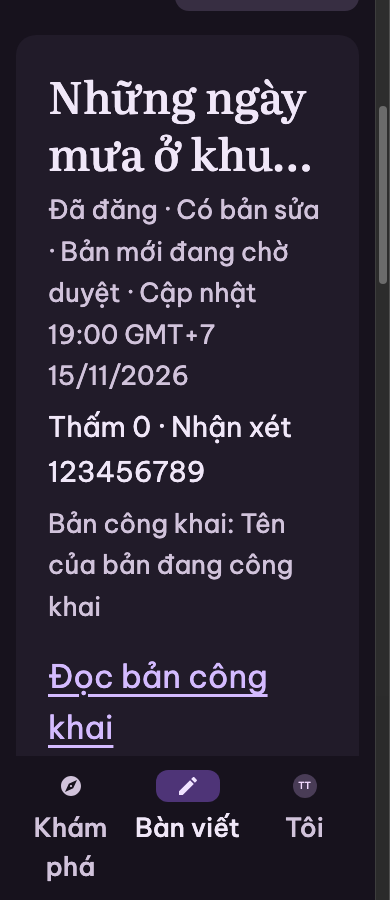 Những ngày
mưa ở khu...
Đã đăng · Có bản sửa
· Bản mới đang chờ
duyệt · Cập nhật
19:00 GMT+7
15/11/2026
Thấm 0 · Nhận xét
123456789
Bản công khai: Tên
của bản đang công
khai
Đọc bản công
khai
TT
Khám
phá
Bàn viết
Tôi